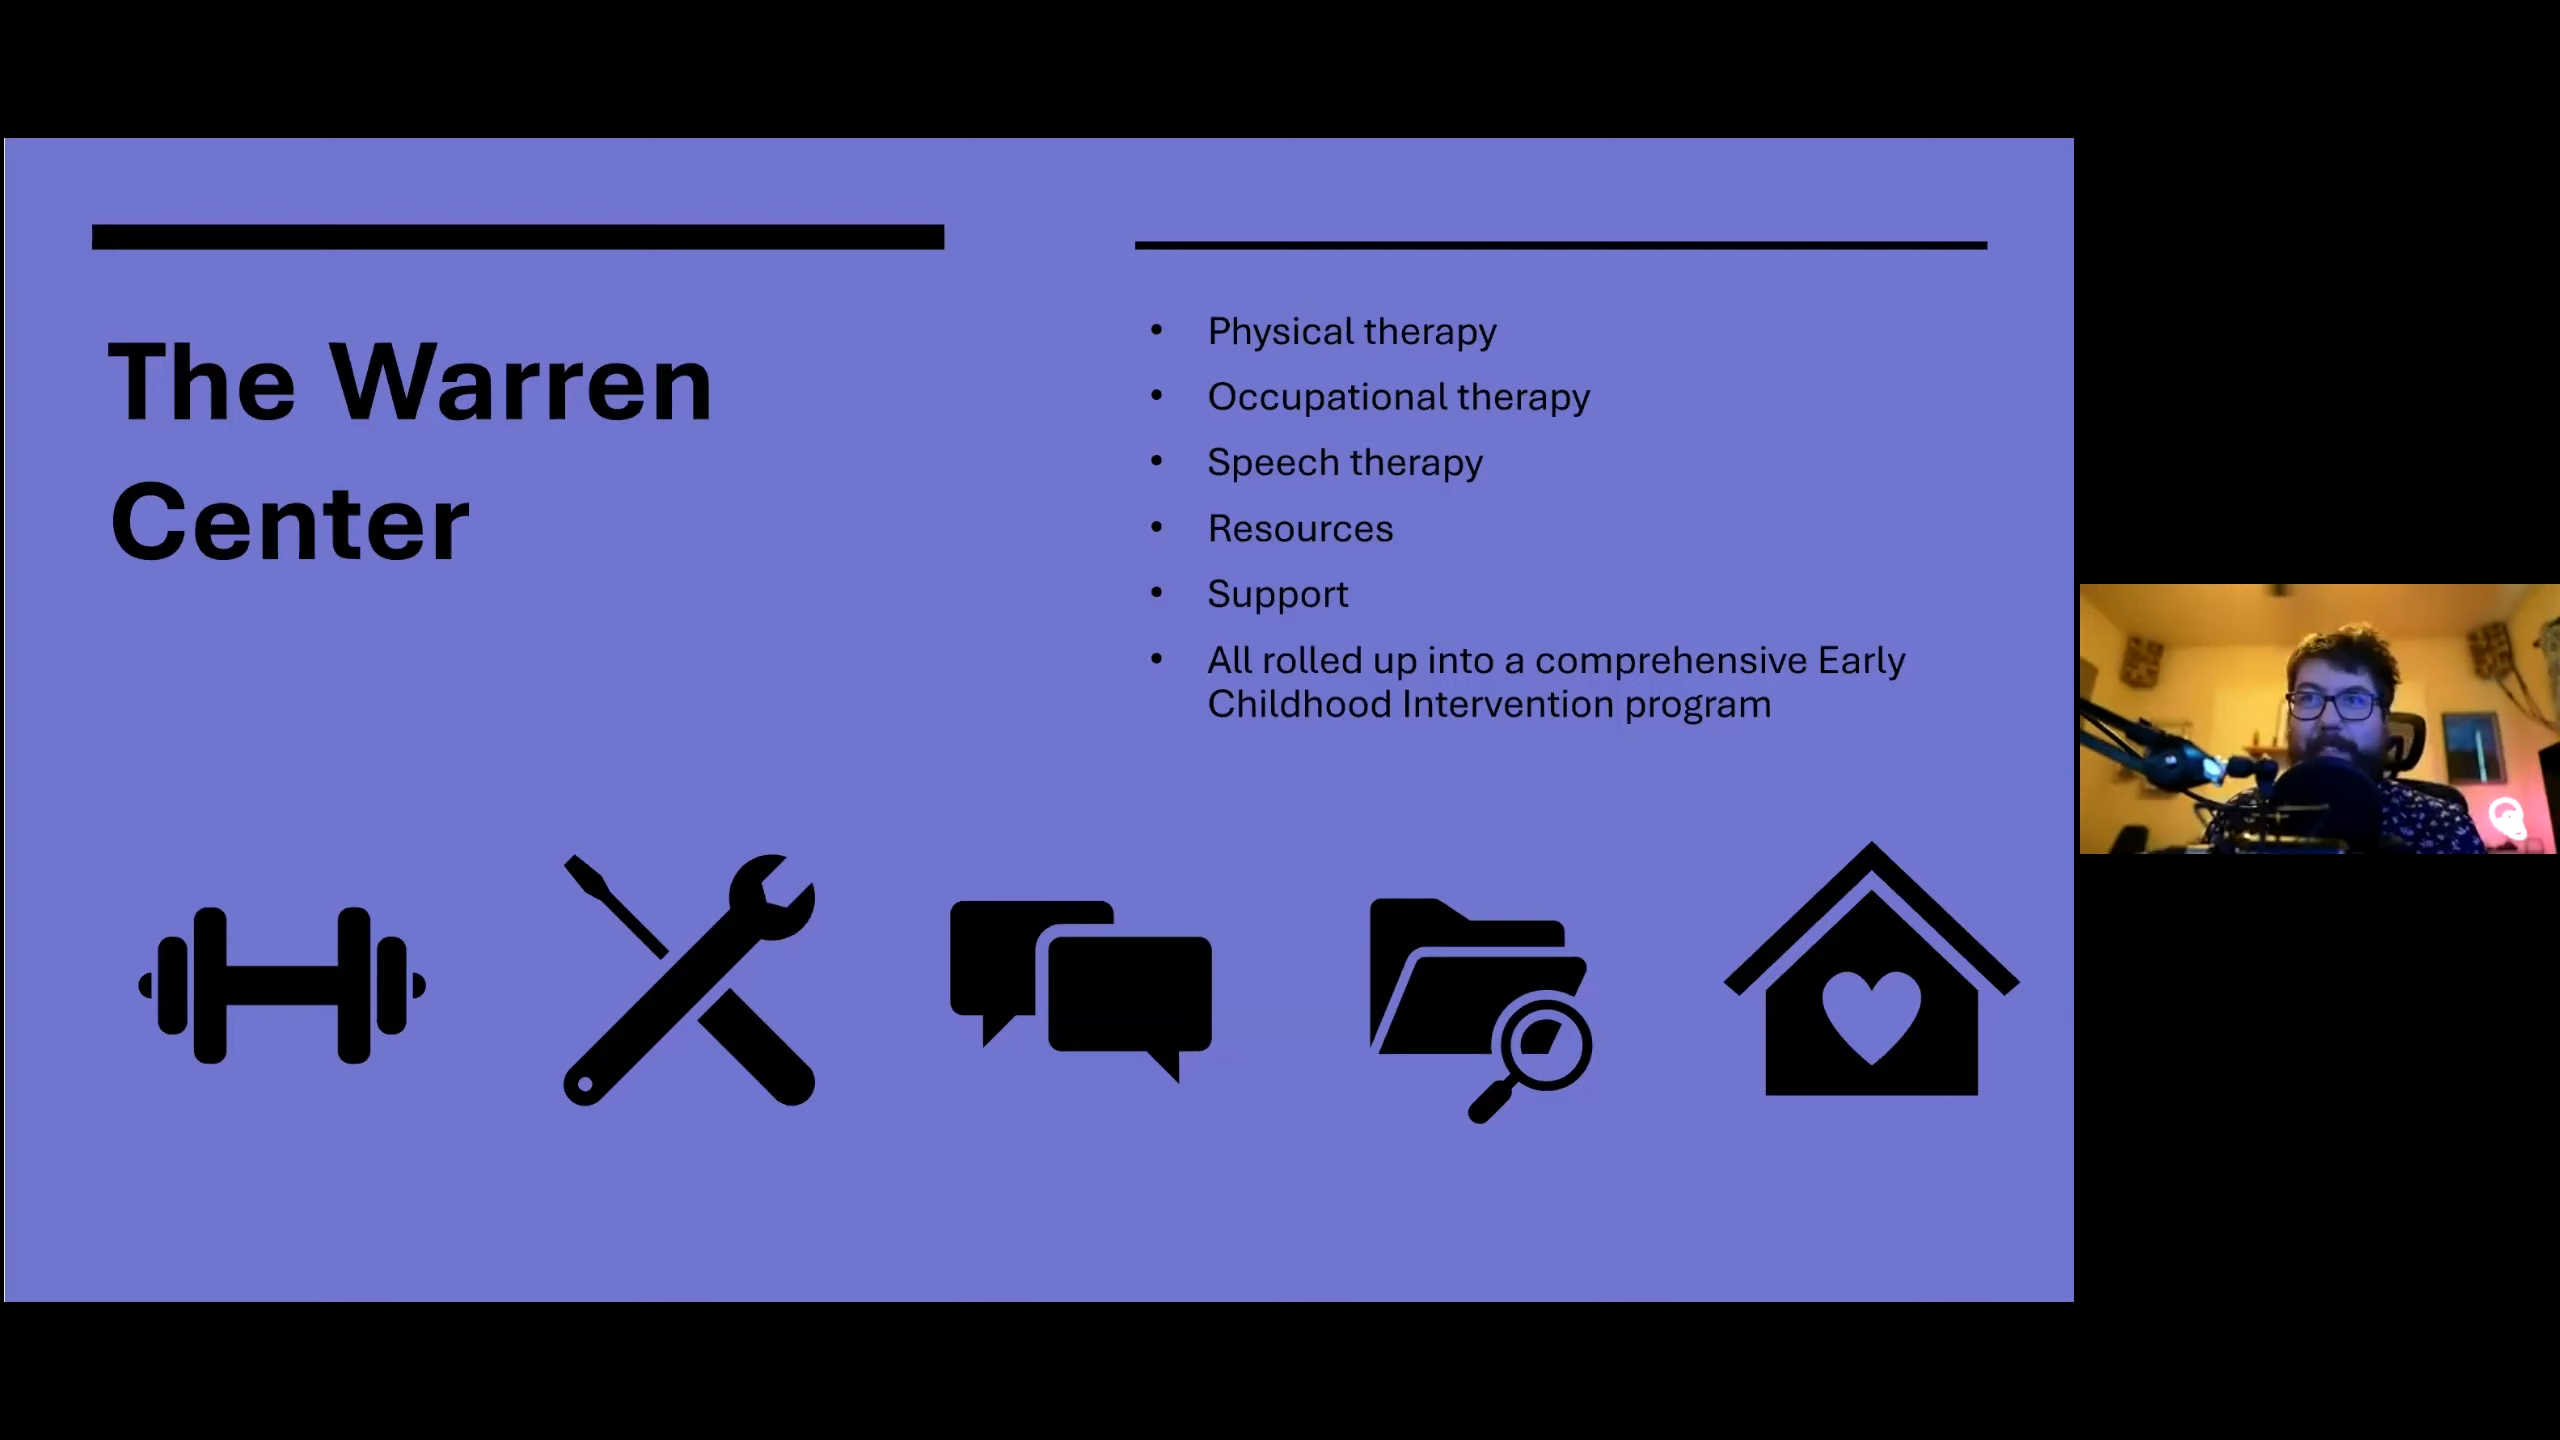 The Warren
Center
• Physical therapy
• Occupational therapy
• Speech therapy
• Resources
• Support
• All rolled up into a comprehensive Early
Childhood Intervention program